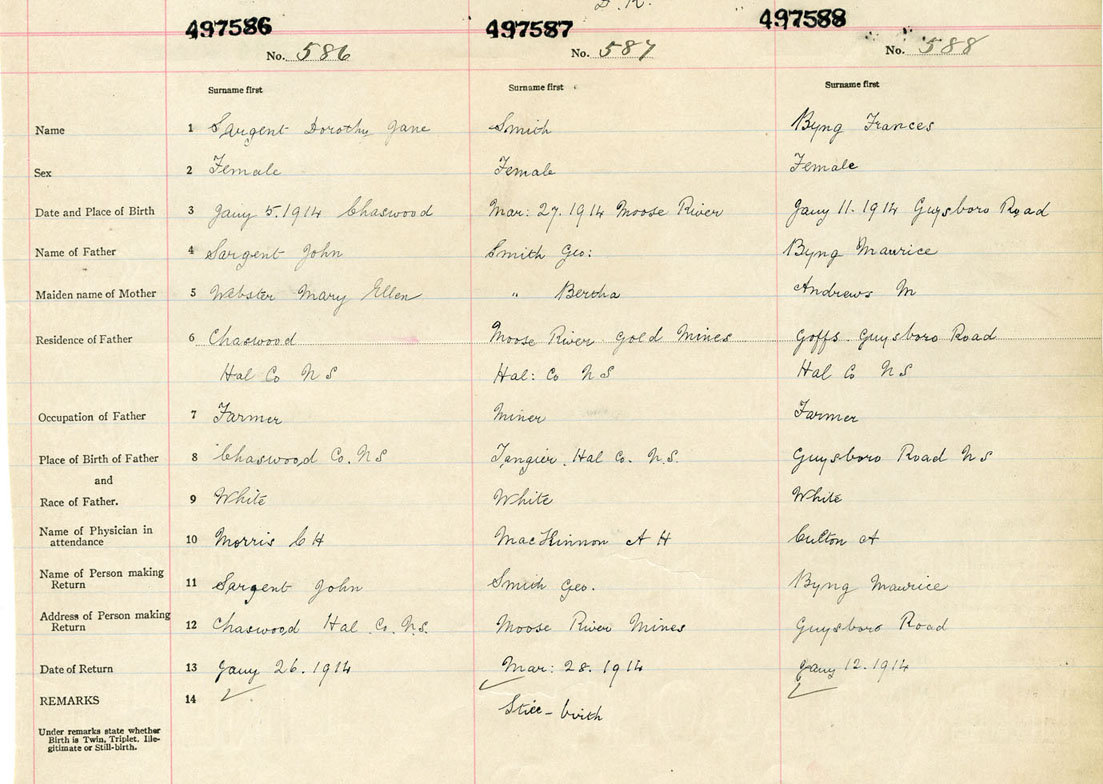 D.R.
497586 497587 497588
No. 586 No. 587 No. 588
Surname first Surname first Surname first
Name 1 Sargent Dorothy Jane Smith Byng Frances
Sex 2 Female Female Female
Date and Place of Birth 3 Jany 5.1914 Chaswood Mar: 27.1914 Moose River Jany 11.1914 Guysboro Road
Name of Father 4 Sargent John Smith Geo: Byng Maurice
Maiden name of Mother 5 Webster Mary Ellen " Bertha Andrews M
Residence of Father 6 Chaswood Moose River Gold Mines Goffs. Guysboro Road
Hal Co N S Hal: Co N S Hal Co N S
Occupation of Father 7 Farmer Miner Farmer
Place of Birth of Father 8 Chaswood Co. N S Tangier. Hal Co. N.S. Guysboro Road N S
and
Race of Father. 9 White White White
Name of Physician in
attendance 10 Morris C H MacKinnon A H Culton A
Name of Person making
Return 11 Sargent John Smith Geo. Byng Maurice
Address of Person making
Return 12 Chaswood Hal. Co. N.S. Moose River Mines Guysboro Road
Date of Return 13 Jany 26.1914 Mar: 28.1914 Jany 12.1914
REMARKS 14 Still-birth
Under remarks state whether
Birth is Twin, Triplet, Ille-
gitimate or Still-birth.